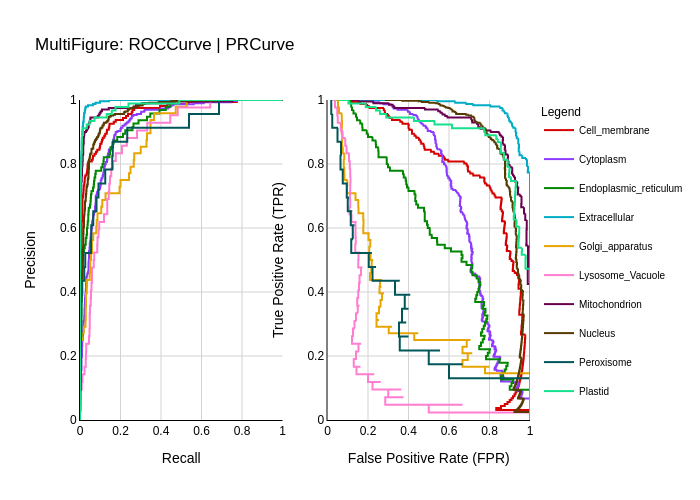 MultiFigure: ROCCurve | PRCurve
Precision
1
0.8
0.6
0.4
0.2
0
0
0.2
0.4
0.6
0.8
1
Recall
True Positive Rate (TPR)
1
0.8
0.6
0.4
0.2
0
0
0.2
0.4
0.6
0.8
1
False Positive Rate (FPR)
Legend
Cell_membrane
Cytoplasm
Endoplasmic_reticulum
Extracellular
Golgi_apparatus
Lysosome_Vacuole
Mitochondrion
Nucleus
Peroxisome
Plastid